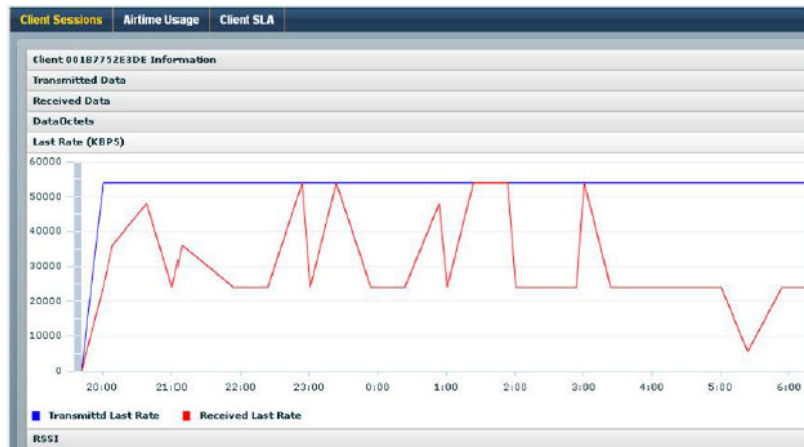 Client Sessions Airtime Usage Client SLA
Client 001B7752E3DE Information
Transmitted Data
Received Data
DataOctets
Last Rate (KBPS)
60000
50000
40000
30000
20000
10000
0
20:00 21:00 22:00 23:00 0:00 1:00 2:00 3:00 4:00 5:00 6:00
Transmittd Last Rate Received Last Rate
RSSI